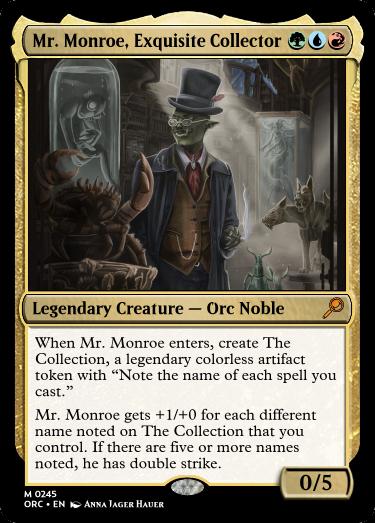 Mr. Monroe, Exquisite Collector
Legendary Creature — Orc Noble
When Mr. Monroe enters, create The
Collection, a legendary colorless artifact
token with “Note the name of each spell you
cast.”
Mr. Monroe gets +1/+0 for each different
name noted on The Collection that you
control. If there are five or more names
noted, he has double strike.
0/5
M 0245
ORC • EN Anna Jager Hauer